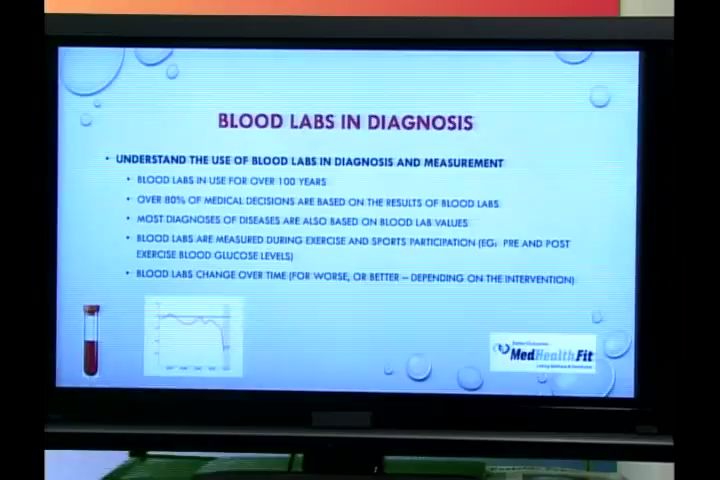 BLOOD LABS IN DIAGNOSIS
• UNDERSTAND THE USE OF BLOOD LABS IN DIAGNOSIS AND MEASUREMENT
• BLOOD LABS IN USE FOR OVER 100 YEARS
• OVER 80% OF MEDICAL DECISIONS ARE BASED ON THE RESULTS OF BLOOD LABS
• MOST DIAGNOSES OF DISEASES ARE ALSO BASED ON BLOOD LAB VALUES
• BLOOD LABS ARE MEASURED DURING EXERCISE AND SPORTS PARTICIPATION (EG: PRE AND POST
EXERCISE BLOOD GLUCOSE LEVELS)
• BLOOD LABS CHANGE OVER TIME (FOR WORSE, OR BETTER – DEPENDING ON THE INTERVENTION)
MedHealthFit